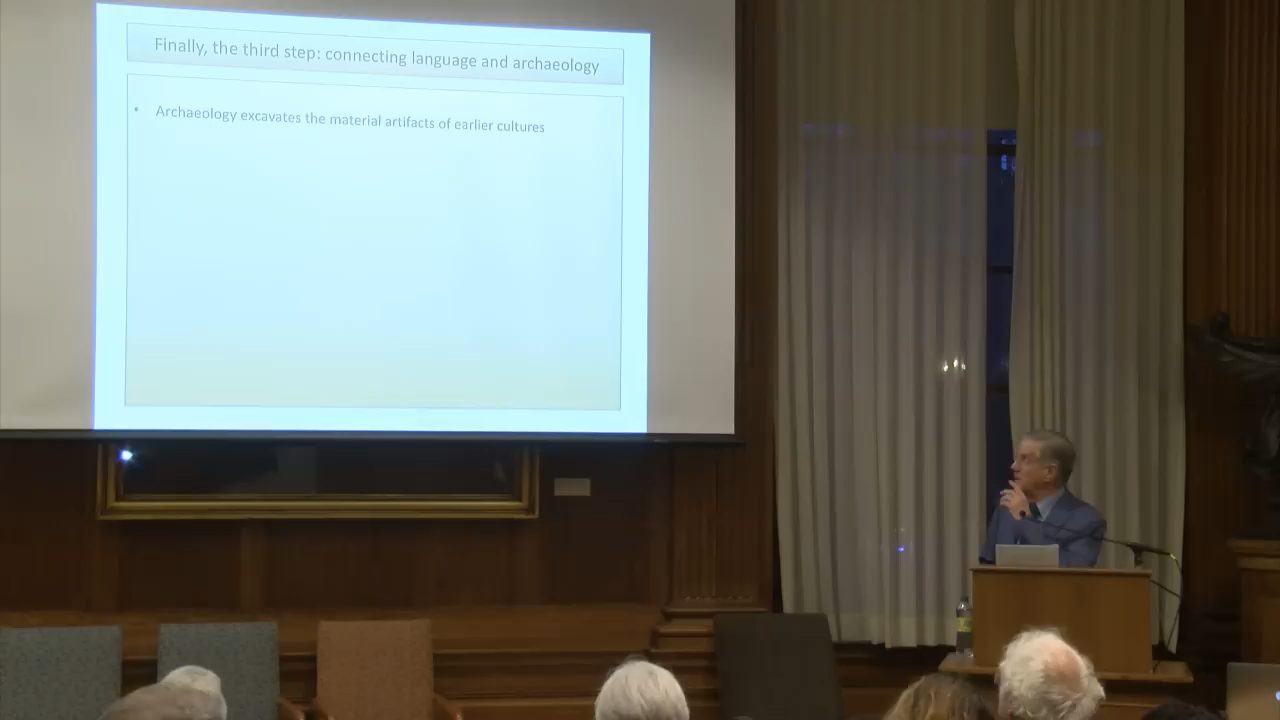 Finally, the third step: connecting language and archaeology
• Archaeology excavates the material artifacts of earlier cultures